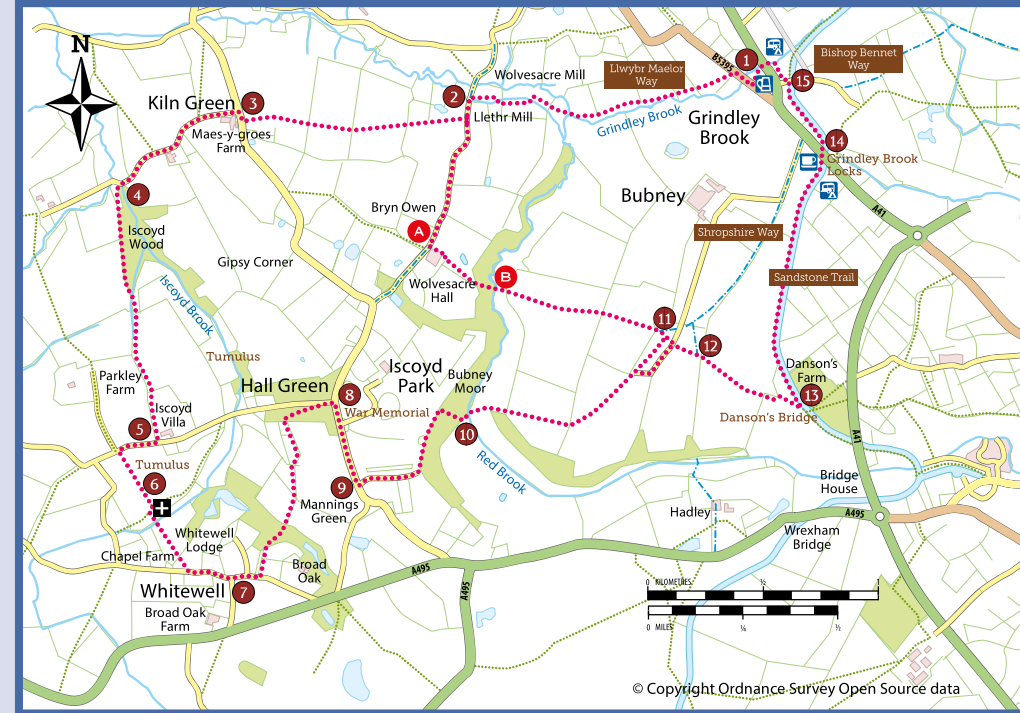 N
B5395
1
Bishop Bennet
Way
Wolvesacre Mill
Llwybr Maelor
Way
15
Kiln Green
3
2
Llethr Mill
Grindley Brook
Grindley
Brook
Maes-y-groes
Farm
14
Grindley Brook
Locks
4
Bubney
Bryn Owen
A41
Iscoyd
Wood
A
Shropshire Way
Gipsy Corner
B
Sandstone Trail
Wolvesacre
Hall
Iscoyd Brook
11
12
Tumulus
Iscoyd
Park
Danson's
Farm
Parkley
Farm
Hall Green
8
Bubney
Moor
13
Iscoyd
Villa
War Memorial
Danson's Bridge
5
10
A41
Tumulus
Red Brook
6
9
Bridge
House
Mannings
Green
Hadley
A495
Whitewell
Lodge
Wrexham
Bridge
Chapel Farm
Broad
Oak
A495
A495
Whitewell
7
Broad Oak
Farm
0 KILOMETRES ½ 1
0 MILES ¼ ½
© Copyright Ordnance Survey Open Source data